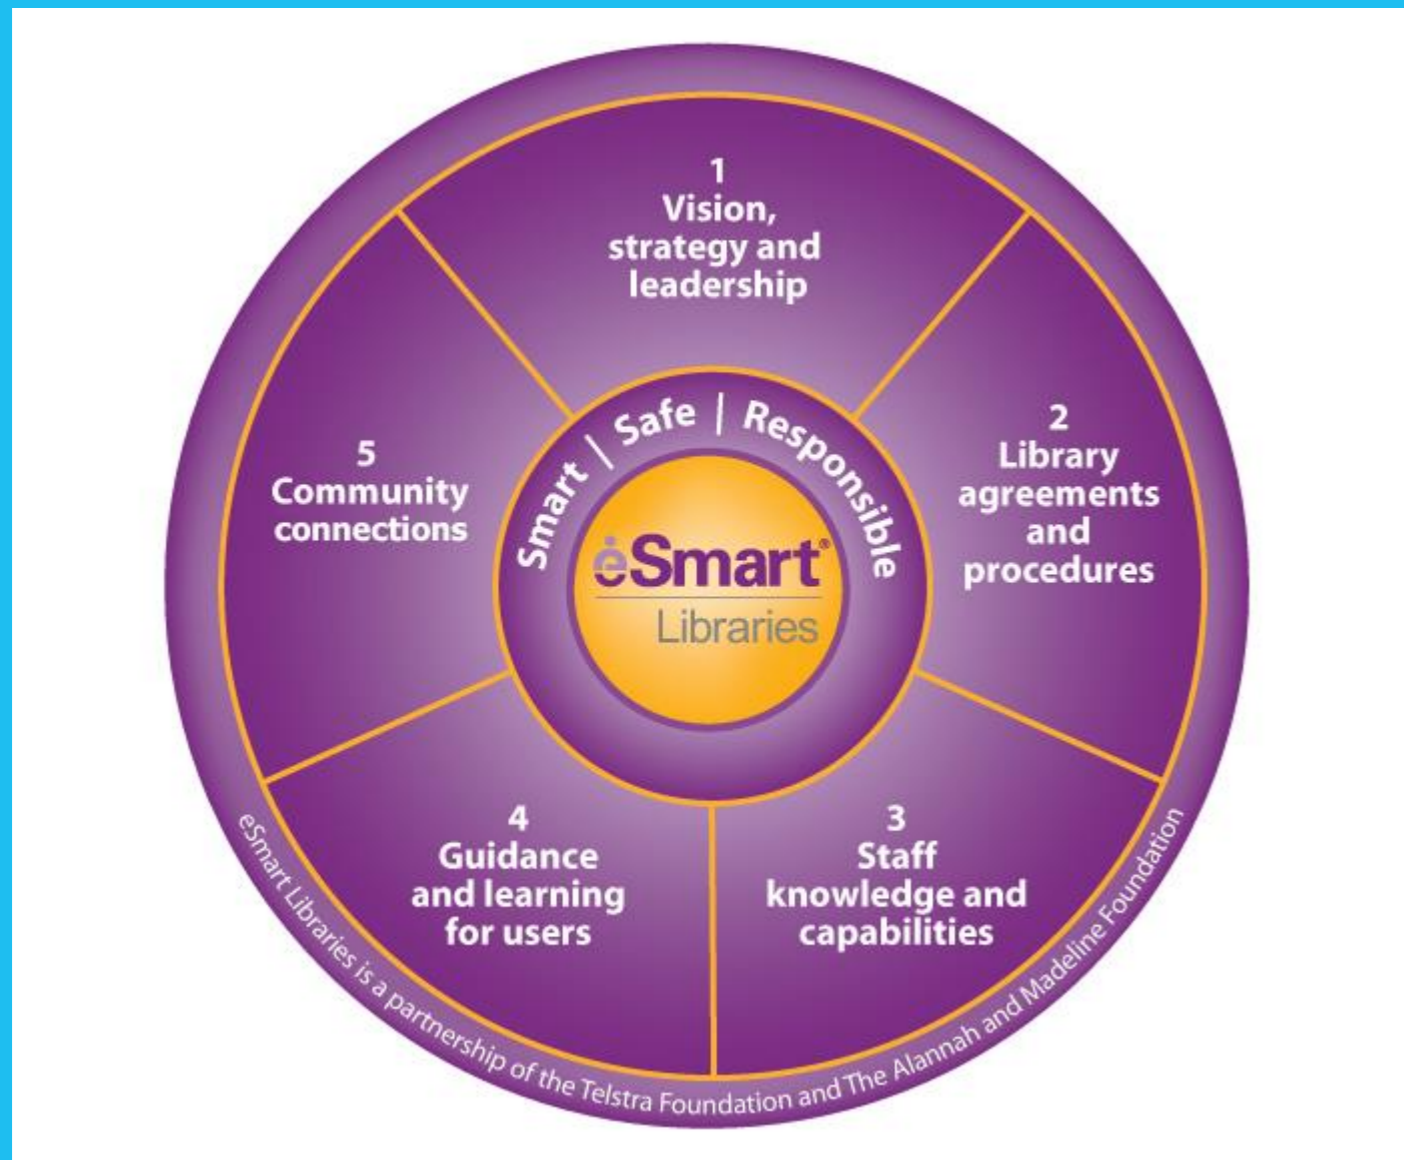 1
Vision,
strategy and
leadership
2
Library
agreements
and
procedures
3
Staff
knowledge and
capabilities
4
Guidance
and learning
for users
5
Community
connections
Smart | Safe | Responsible
eSmart®
Libraries
eSmart Libraries is a partnership of the Telstra Foundation and The Alannah and Madeline Foundation